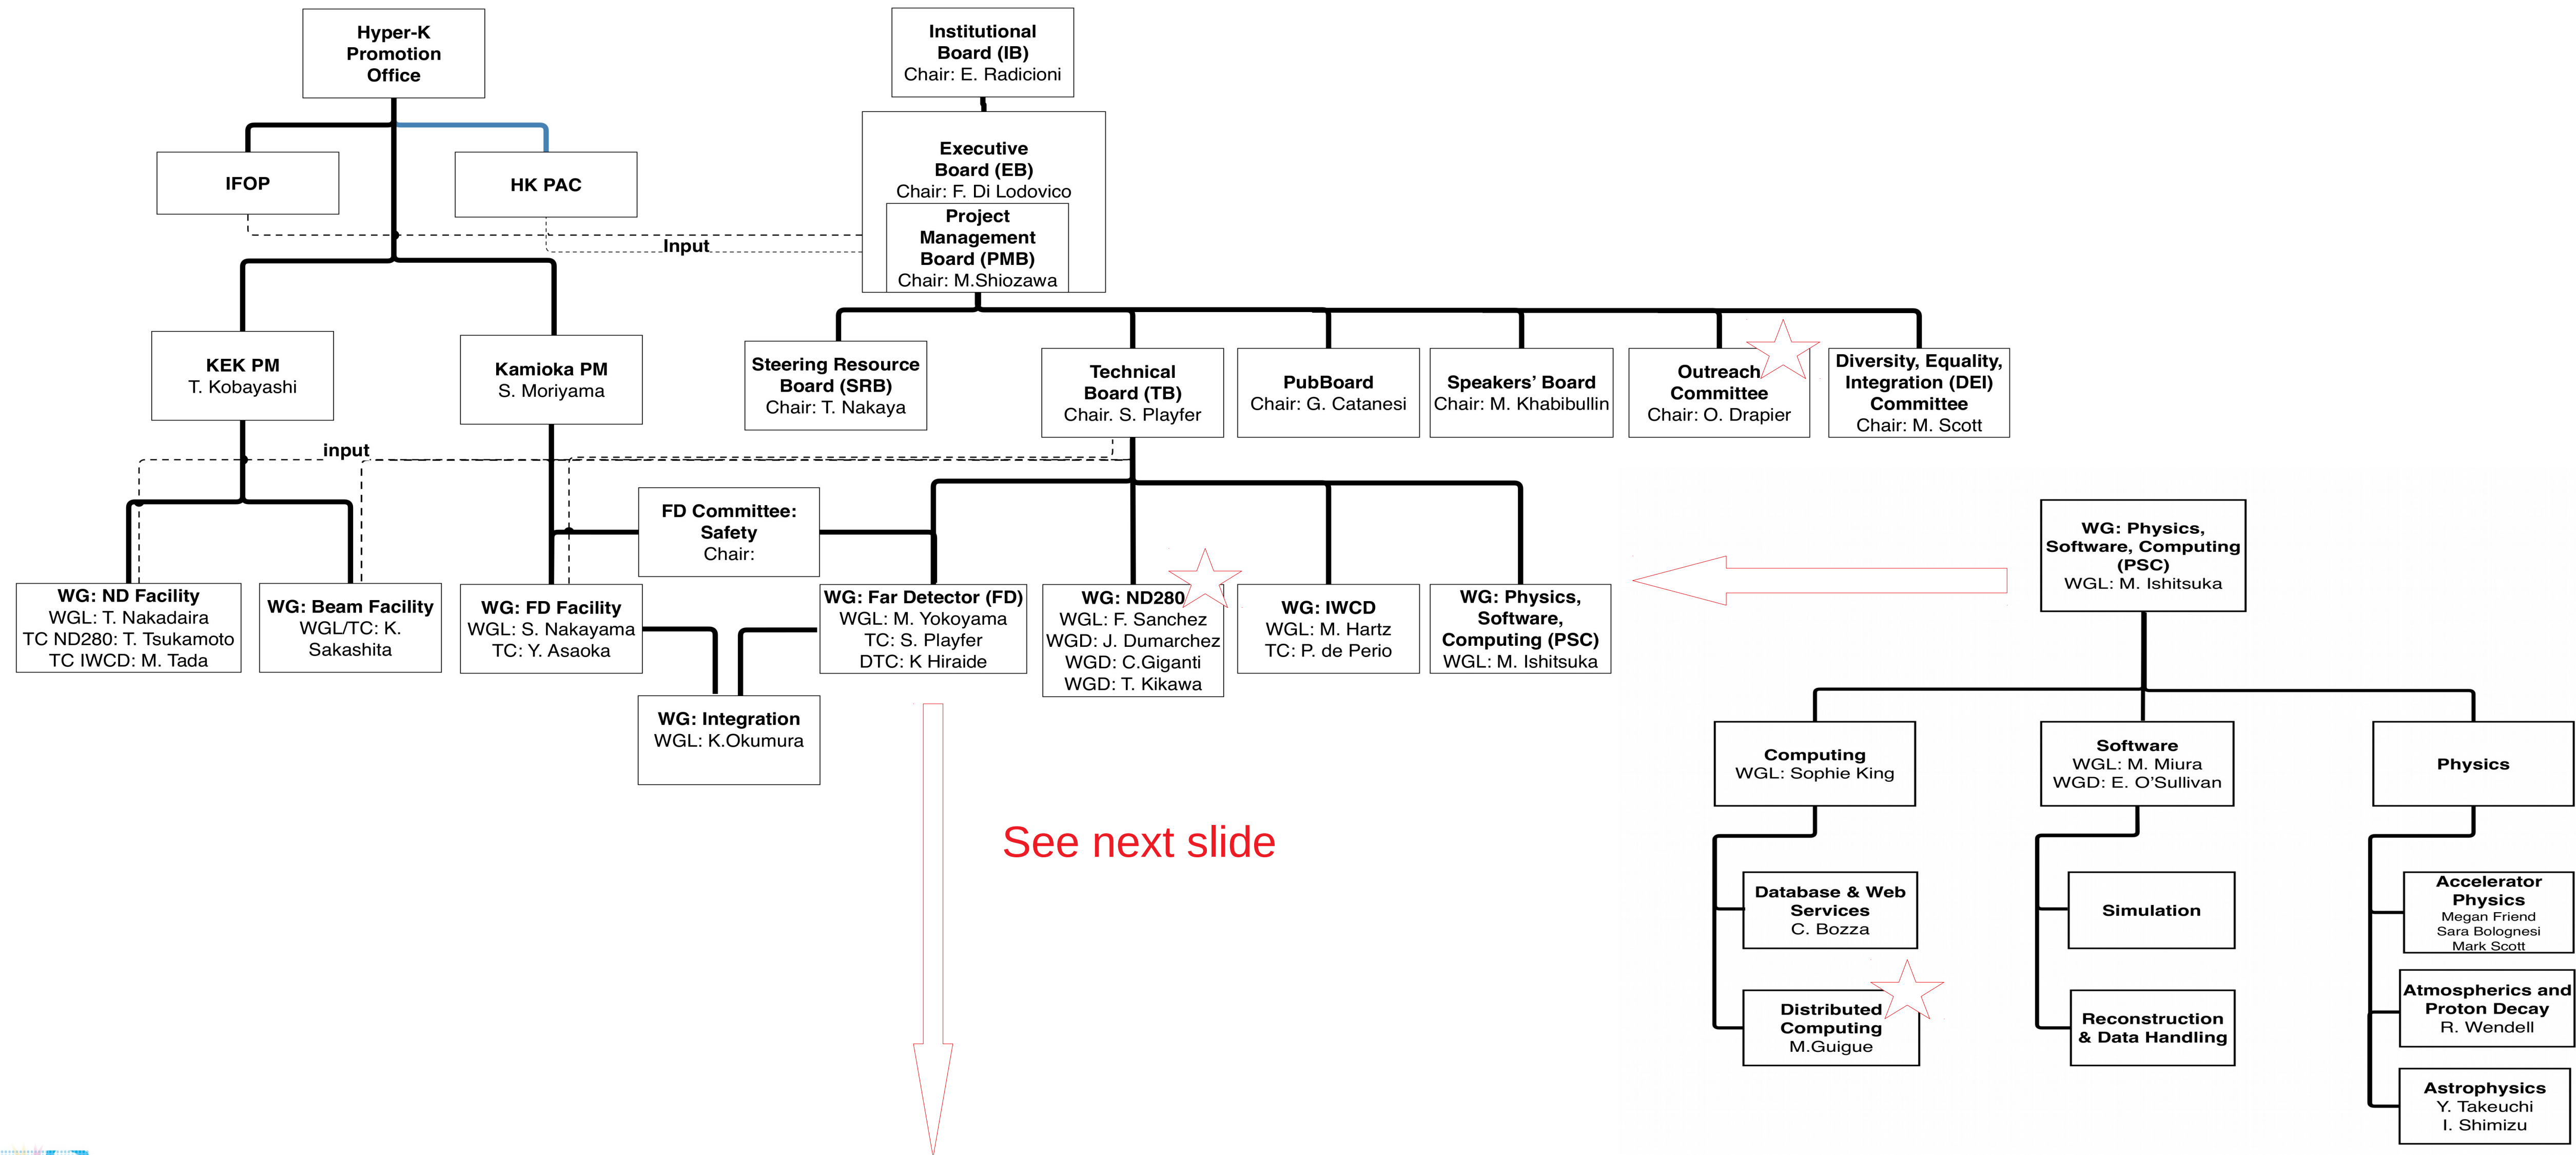 Hyper-K
Promotion
Office
Institutional
Board (IB)
Chair: E. Radicioni
IFOP
HK PAC
Executive
Board (EB)
Chair: F. Di Lodovico
Project
Management
Board (PMB)
Chair: M.Shiozawa
Input
KEK PM
T. Kobayashi
Kamioka PM
S. Moriyama
Steering Resource
Board (SRB)
Chair: T. Nakaya
Technical
Board (TB)
Chair. S. Playfer
PubBoard
Chair: G. Catanesi
Speakers’ Board
Chair: M. Khabibullin
Outreach
Committee
Chair: O. Drapier
Diversity, Equality,
Integration (DEI)
Committee
Chair: M. Scott
input
FD Committee:
Safety
Chair:
WG: ND Facility
WGL: T. Nakadaira
TC ND280: T. Tsukamoto
TC IWCD: M. Tada
WG: Beam Facility
WGL/TC: K.
Sakashita
WG: FD Facility
WGL: S. Nakayama
TC: Y. Asaoka
WG: Far Detector (FD)
WGL: M. Yokoyama
TC: S. Playfer
DTC: K Hiraide
WG: ND280
WGL: F. Sanchez
WGD: J. Dumarchez
WGD: C.Giganti
WGD: T. Kikawa
WG: IWCD
WGL: M. Hartz
TC: P. de Perio
WG: Physics,
Software,
Computing (PSC)
WGL: M. Ishitsuka
WG: Integration
WGL: K.Okumura
See next slide
WG: Physics,
Software, Computing
(PSC)
WGL: M. Ishitsuka
Computing
WGL: Sophie King
Software
WGL: M. Miura
WGD: E. O’Sullivan
Physics
Database & Web
Services
C. Bozza
Simulation
Accelerator
Physics
Megan Friend
Sara Bolognesi
Mark Scott
Distributed
Computing
M.Guigue
Reconstruction
& Data Handling
Atmospherics and
Proton Decay
R. Wendell
Astrophysics
Y. Takeuchi
I. Shimizu